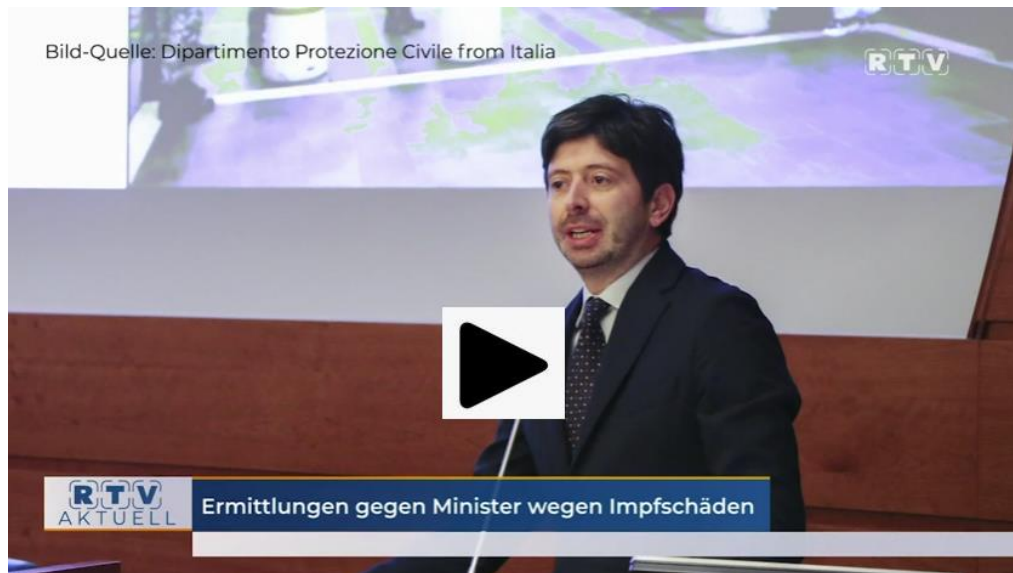 Bild-Quelle: Dipartimento Protezione Civile from Italia
RTV
RTV
AKTUELL
Ermittlungen gegen Minister wegen Impfschäden